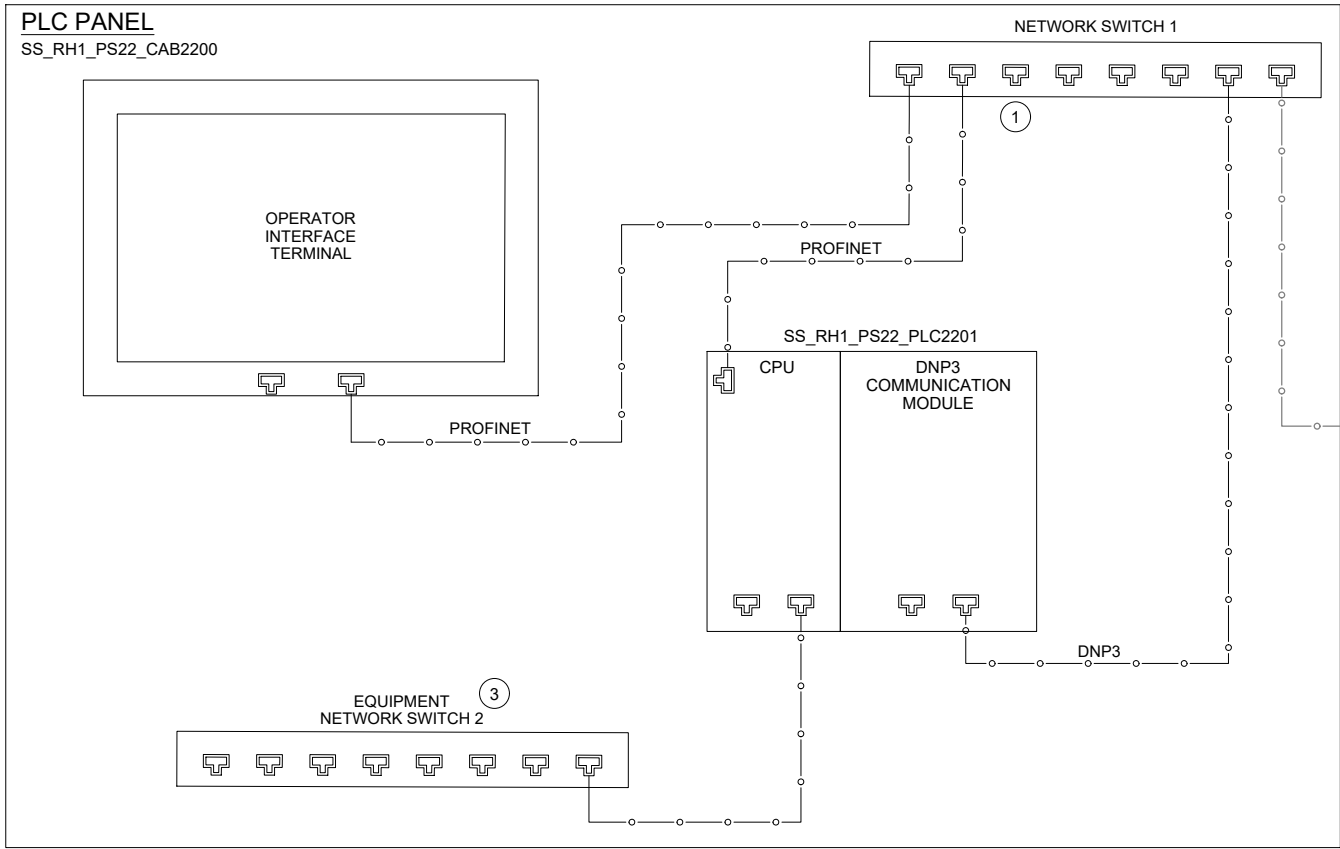 PLC PANEL
SS_RH1_PS22_CAB2200
NETWORK SWITCH 1
1
OPERATOR
INTERFACE
TERMINAL
PROFINET
SS_RH1_PS22_PLC2201
CPU
DNP3
COMMUNICATION
MODULE
PROFINET
DNP3
EQUIPMENT
NETWORK SWITCH 2
3